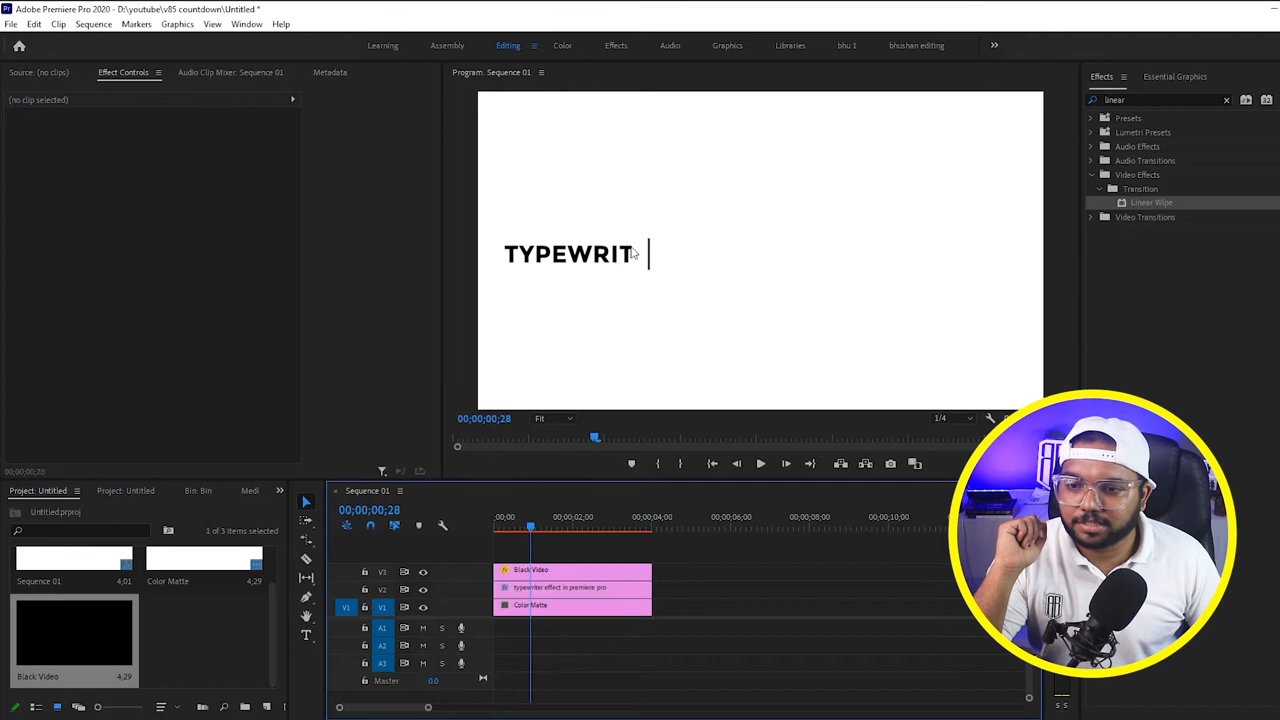 Adobe Premiere Pro 2020 - D:\youtube\v85 countdown\Untitled *
File Edit Clip Sequence Markers Graphics View Window Help
Learning Assembly Editing Color Effects Audio Graphics Libraries bhu 1 bhushan editing
Source: (no clips) Effect Controls Audio Clip Mixer: Sequence 01 Metadata
Program: Sequence 01
Effects Essential Graphics
(no clip selected)
linear
Presets
Lumetri Presets
Audio Effects
Audio Transitions
Video Effects
Transition
Linear Wipe
Video Transitions
TYPEWRIT
00;00;00;28 Fit 1/4
00;00;00;28
Project: Untitled Project: Untitled Bin: Bin Medi
Untitled.prproj
1 of 3 items selected
Sequence 01 4;01 Color Matte 4;29
Black Video 4;29
Sequence 01
00;00;00;28
;00;00 00;00;02;00 00;00;04;00 00;00;06;00 00;00;08;00 00;00;10;00
V3 Black Video
V2 typewriter effect in premiere pro
V1 V1 Color Matte
A1 M S
A2 M S
A3 M S
Master 0.0
S S